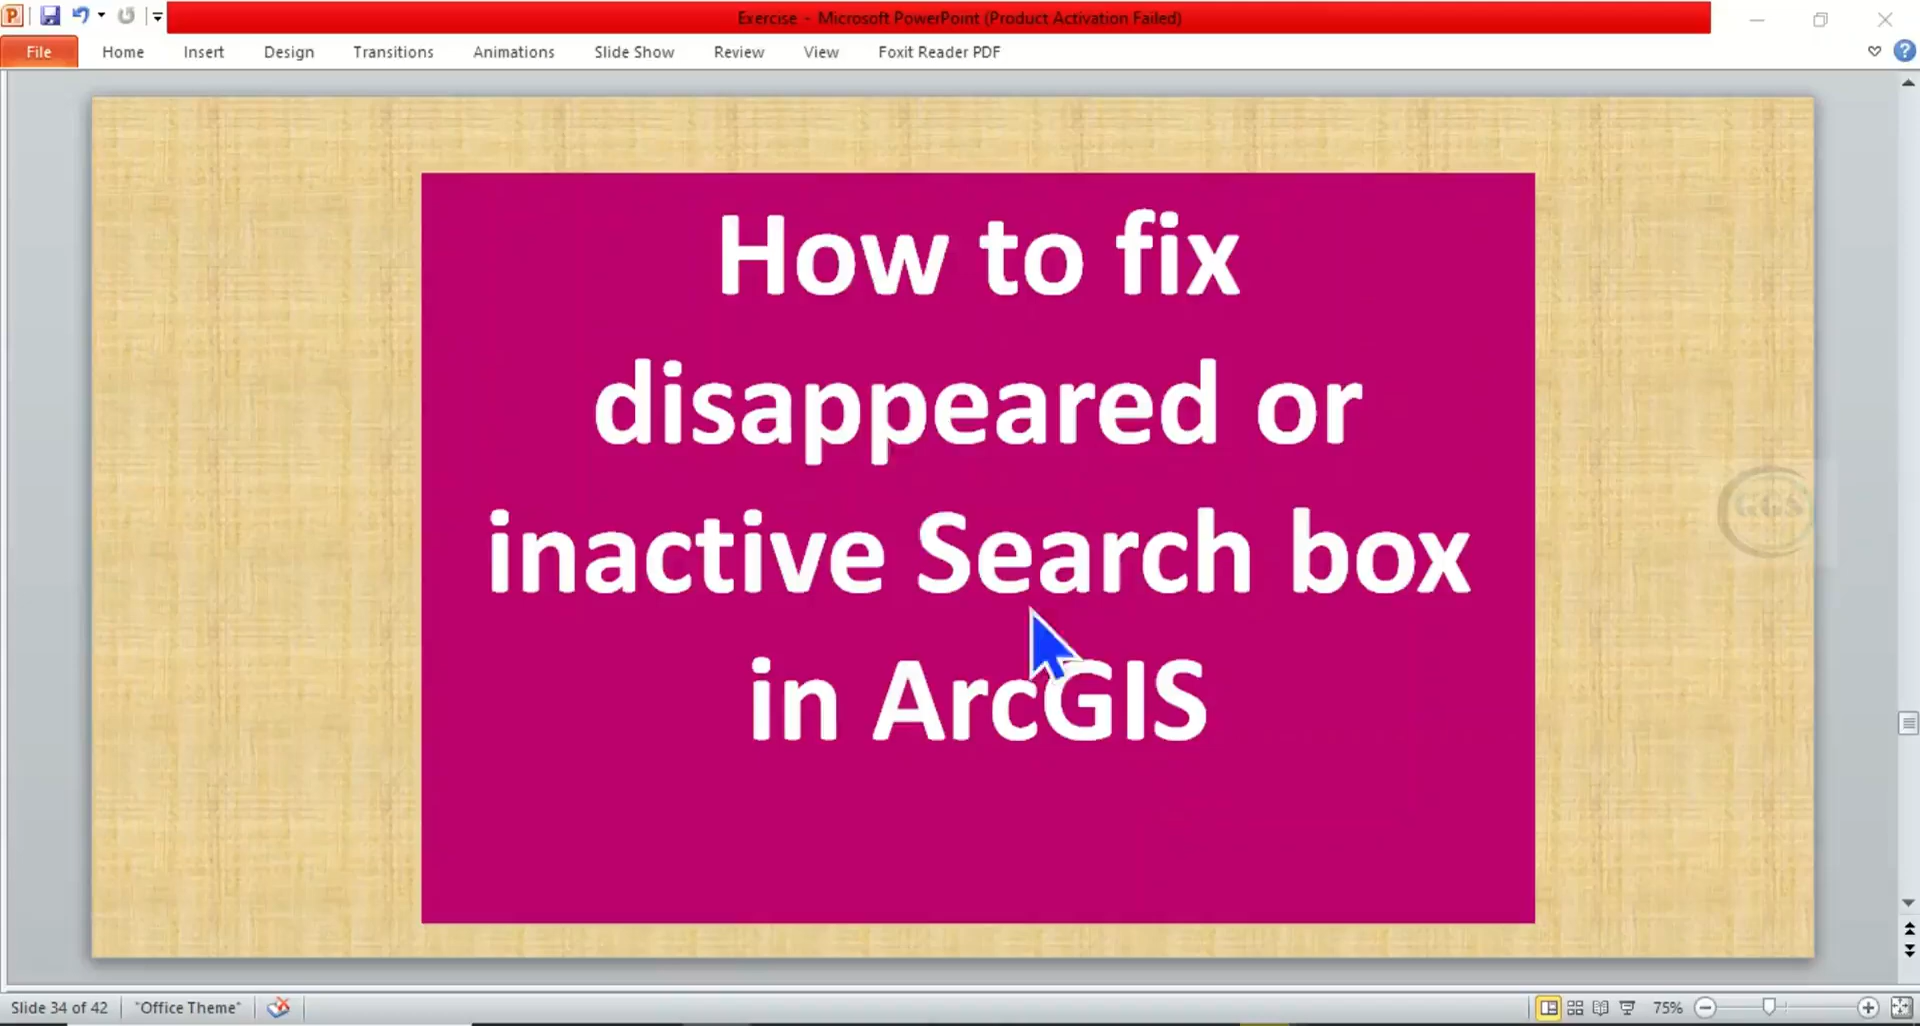 Exercise - Microsoft PowerPoint (Product Activation Failed)
File Home Insert Design Transitions Animations Slide Show Review View Foxit Reader PDF
How to fix
disappeared or
inactive Search box
in ArcGIS
GGS
Slide 34 of 42 "Office Theme" 75%